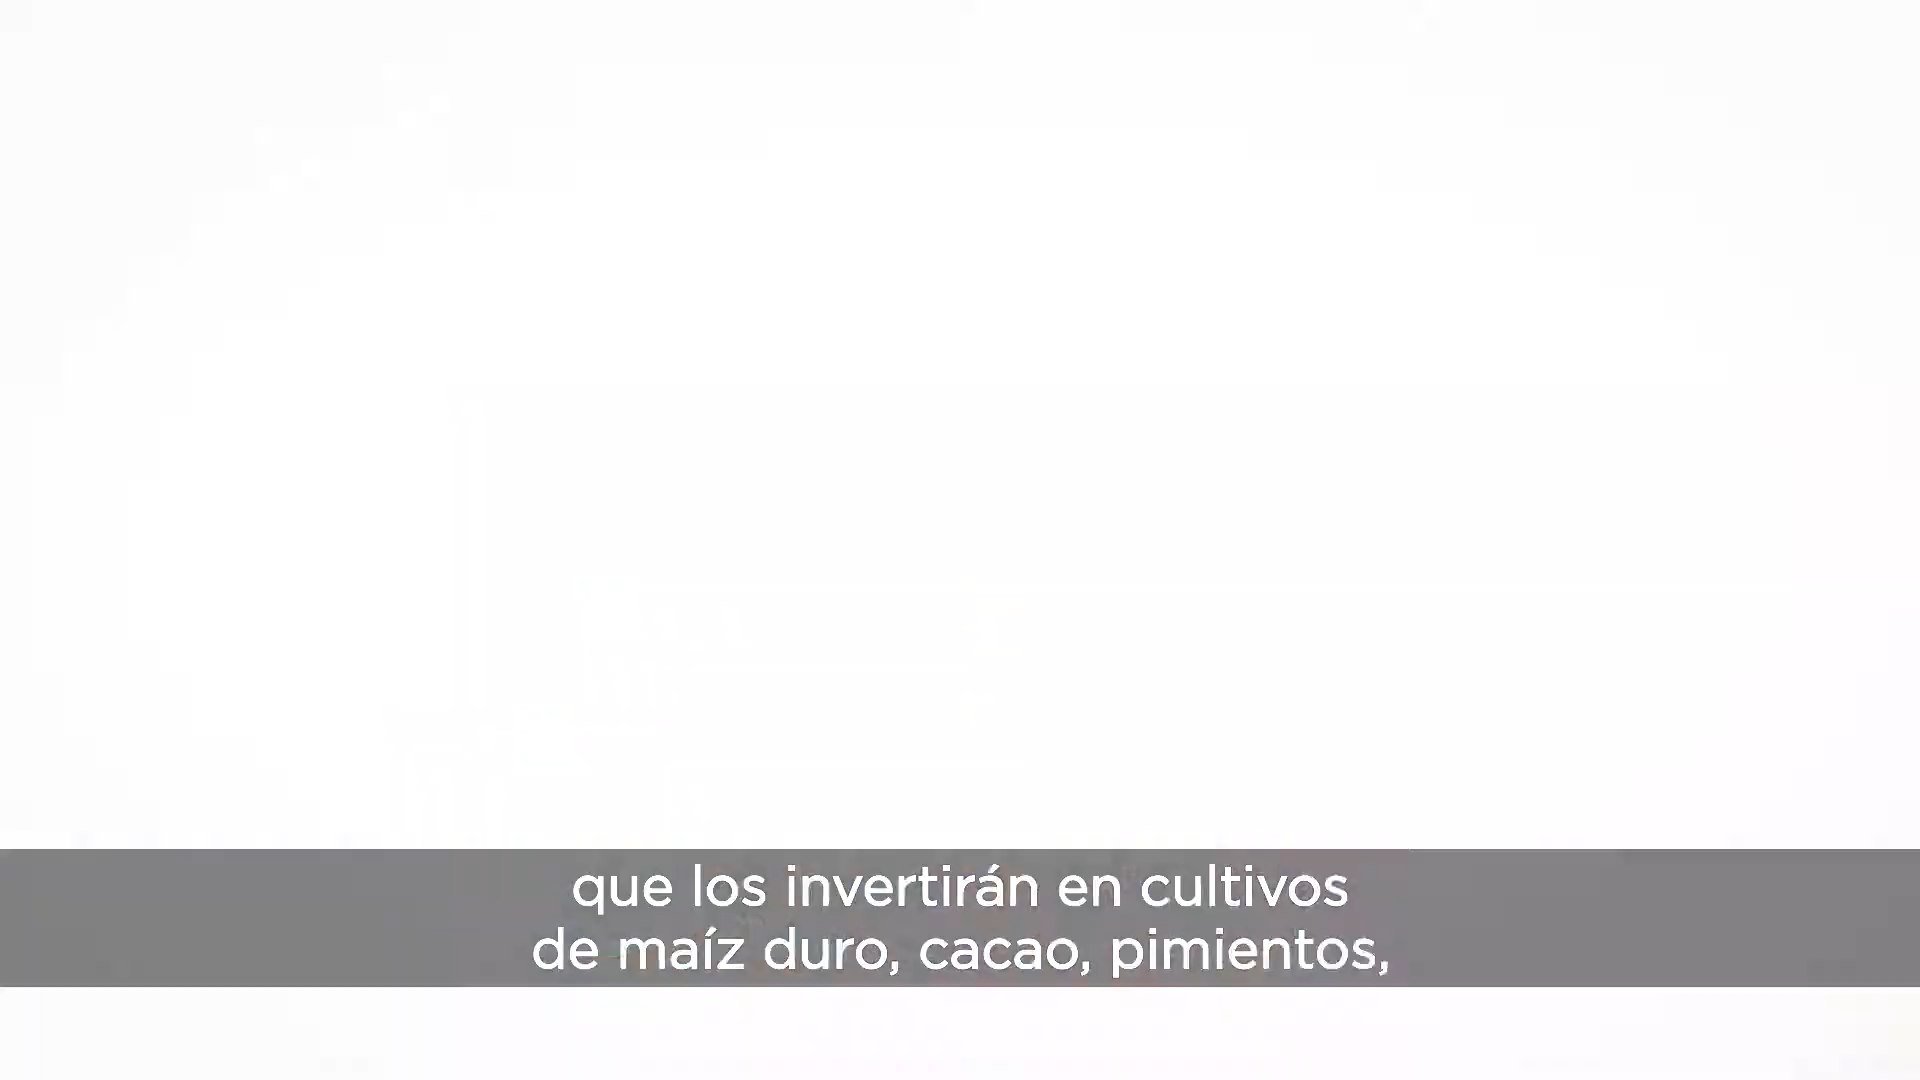 que los invertirán en cultivos
de maíz duro, cacao, pimientos,